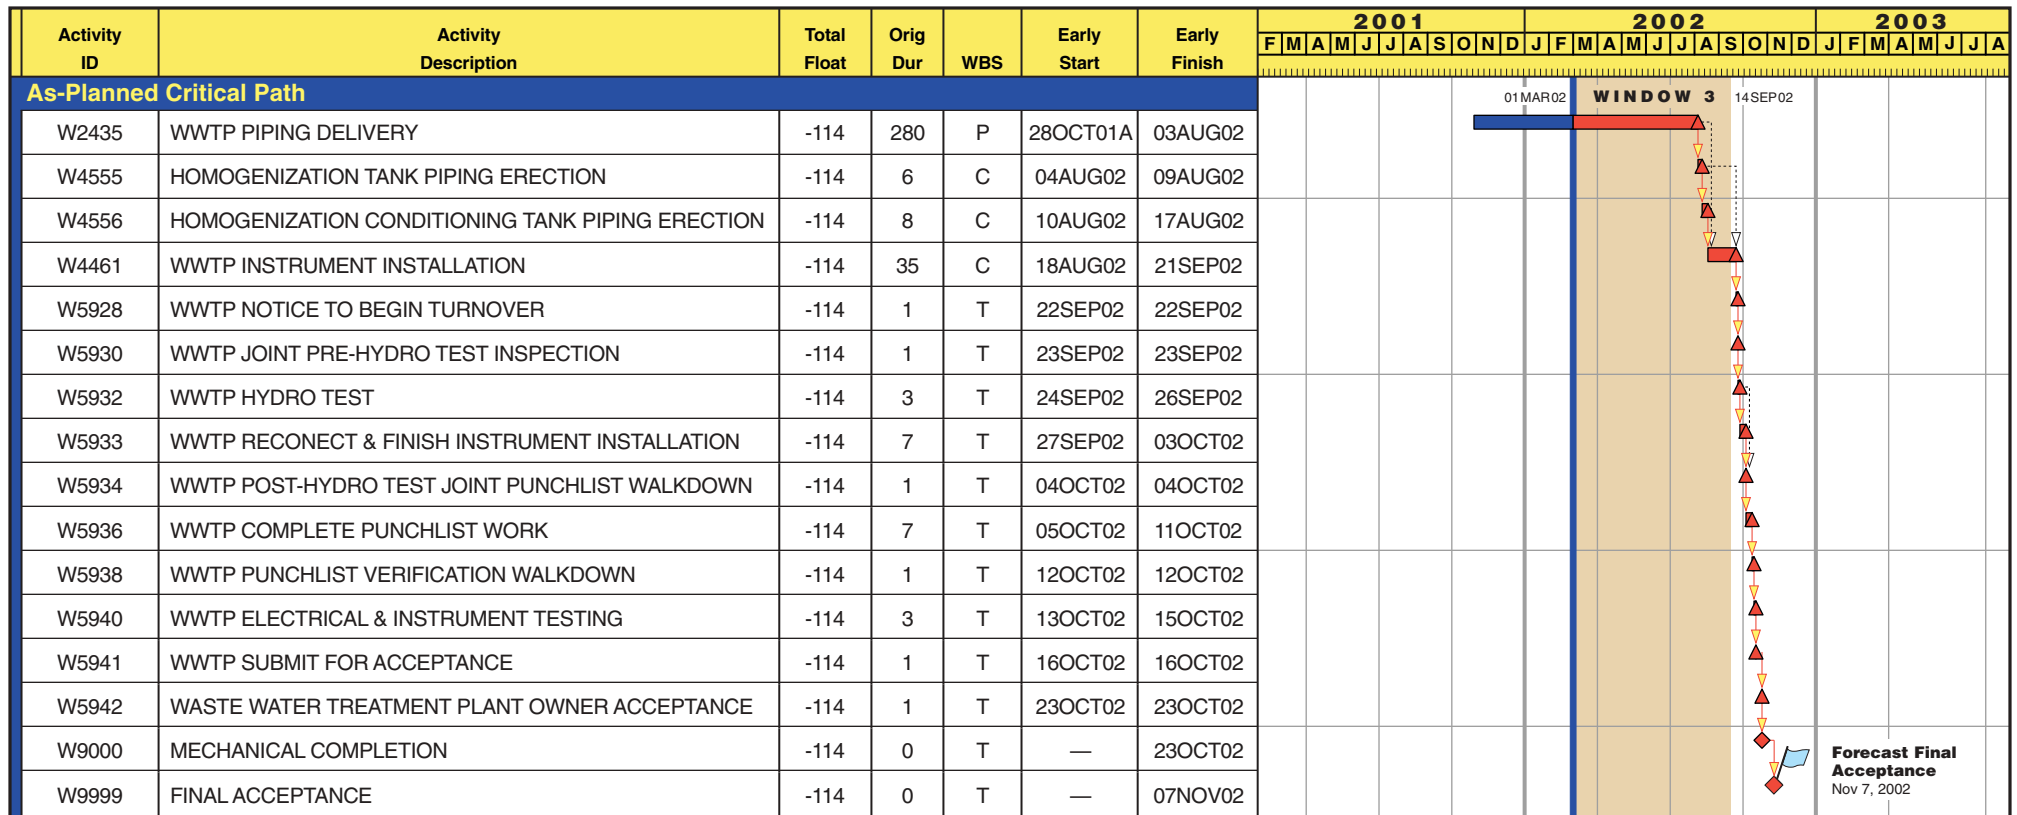 Activity ID Activity Description Total Float Orig Dur WBS Early Start Early Finish
2001 2002 2003
F M A M J J A S O N D J F M A M J J A S O N D J F M A M J J A
As-Planned Critical Path
01MAR02 WINDOW 3 14SEP02
W2435 WWTP PIPING DELIVERY -114 280 P 28OCT01A 03AUG02
W4555 HOMOGENIZATION TANK PIPING ERECTION -114 6 C 04AUG02 09AUG02
W4556 HOMOGENIZATION CONDITIONING TANK PIPING ERECTION -114 8 C 10AUG02 17AUG02
W4461 WWTP INSTRUMENT INSTALLATION -114 35 C 18AUG02 21SEP02
W5928 WWTP NOTICE TO BEGIN TURNOVER -114 1 T 22SEP02 22SEP02
W5930 WWTP JOINT PRE-HYDRO TEST INSPECTION -114 1 T 23SEP02 23SEP02
W5932 WWTP HYDRO TEST -114 3 T 24SEP02 26SEP02
W5933 WWTP RECONECT & FINISH INSTRUMENT INSTALLATION -114 7 T 27SEP02 03OCT02
W5934 WWTP POST-HYDRO TEST JOINT PUNCHLIST WALKDOWN -114 1 T 04OCT02 04OCT02
W5936 WWTP COMPLETE PUNCHLIST WORK -114 7 T 05OCT02 11OCT02
W5938 WWTP PUNCHLIST VERIFICATION WALKDOWN -114 1 T 12OCT02 12OCT02
W5940 WWTP ELECTRICAL & INSTRUMENT TESTING -114 3 T 13OCT02 15OCT02
W5941 WWTP SUBMIT FOR ACCEPTANCE -114 1 T 16OCT02 16OCT02
W5942 WASTE WATER TREATMENT PLANT OWNER ACCEPTANCE -114 1 T 23OCT02 23OCT02
W9000 MECHANICAL COMPLETION -114 0 T — 23OCT02
W9999 FINAL ACCEPTANCE -114 0 T — 07NOV02
Forecast Final
Acceptance
Nov 7, 2002